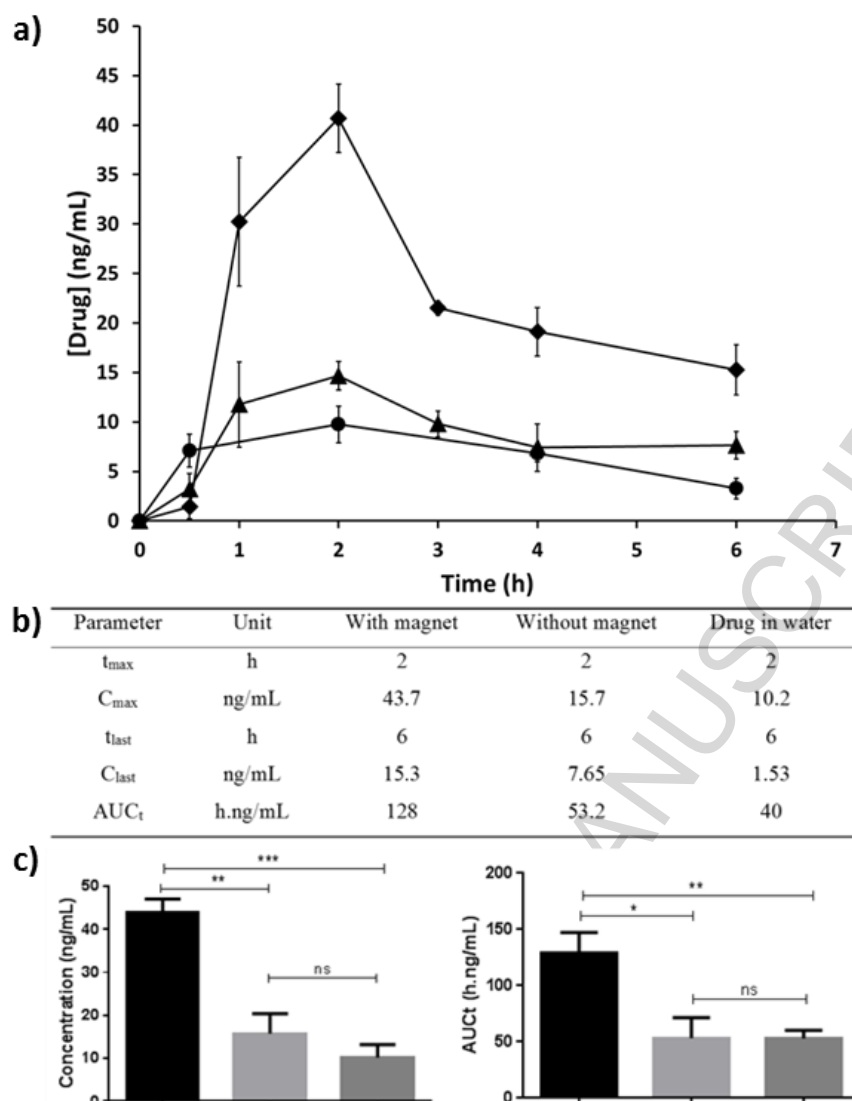 a)
50
45
40
35
30
25
20
15
10
5
0
[Drug] (ng/mL)
0 1 2 3 4 5 6 7
Time (h)
b)
Parameter Unit With magnet Without magnet Drug in water
tmax h 2 2 2
Cmax ng/mL 43.7 15.7 10.2
tlast h 6 6 6
Clast ng/mL 15.3 7.65 1.53
AUCt h.ng/mL 128 53.2 40
c)
***
**
ns
50
40
30
20
10
0
Concentration (ng/mL)
**
*
ns
200
150
100
50
0
AUCt (h.ng/mL)
ANUSCRI